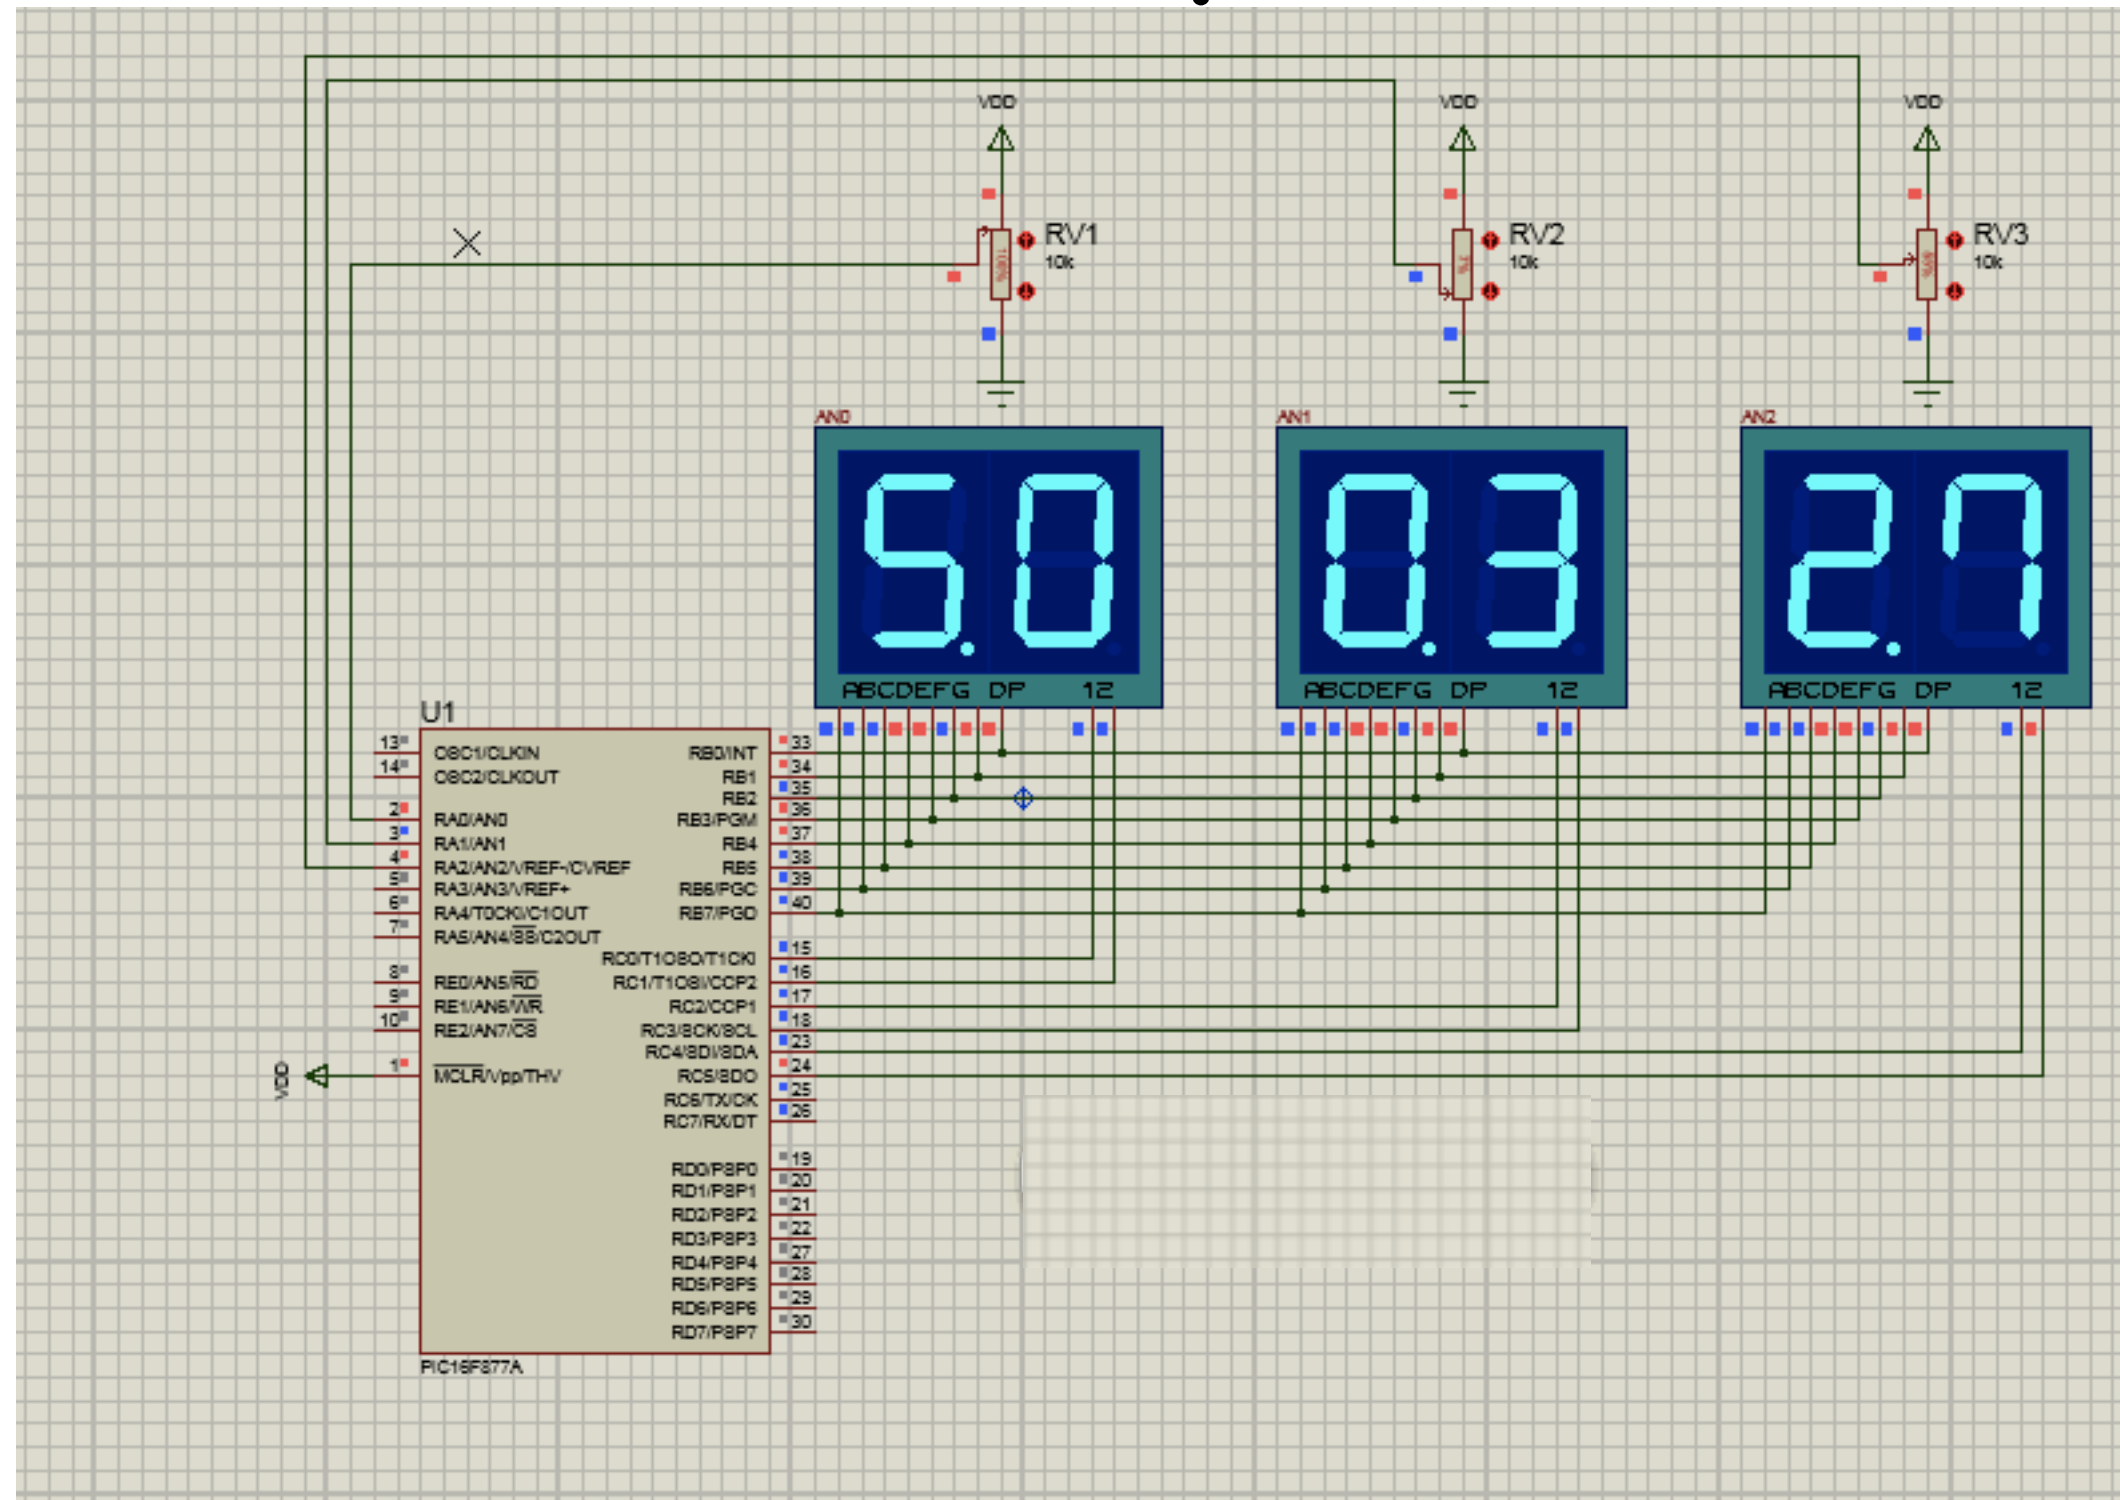 VDD
VDD
VDD
RV1
10k
100%
RV2
10k
7%
RV3
10k
AN0
AN1
AN2
5.0
0.3
2.7
ABCDEFG DP 12
ABCDEFG DP 12
ABCDEFG DP 12
U1
13 OSC1/CLKIN
14 OSC2/CLKOUT
2 RA0/AN0
3 RA1/AN1
4 RA2/AN2/VREF-/CVREF
5 RA3/AN3/VREF+
6 RA4/T0CKI/C1OUT
7 RA5/AN4/SS/C2OUT
8 RE0/AN5/RD
9 RE1/AN6/WR
10 RE2/AN7/CS
1 MCLR/Vpp/THV
VDD
RB0/INT 33
RB1 34
RB2 35
RB3/PGM 36
RB4 37
RB5 38
RB6/PGC 39
RB7/PGD 40
RC0/T1OSO/T1CKI 15
RC1/T1OSI/CCP2 16
RC2/CCP1 17
RC3/SCK/SCL 18
RC4/SDI/SDA 23
RC5/SDO 24
RC6/TX/CK 25
RC7/RX/DT 26
RD0/PSP0 19
RD1/PSP1 20
RD2/PSP2 21
RD3/PSP3 22
RD4/PSP4 27
RD5/PSP5 28
RD6/PSP6 29
RD7/PSP7 30
PIC16F877A